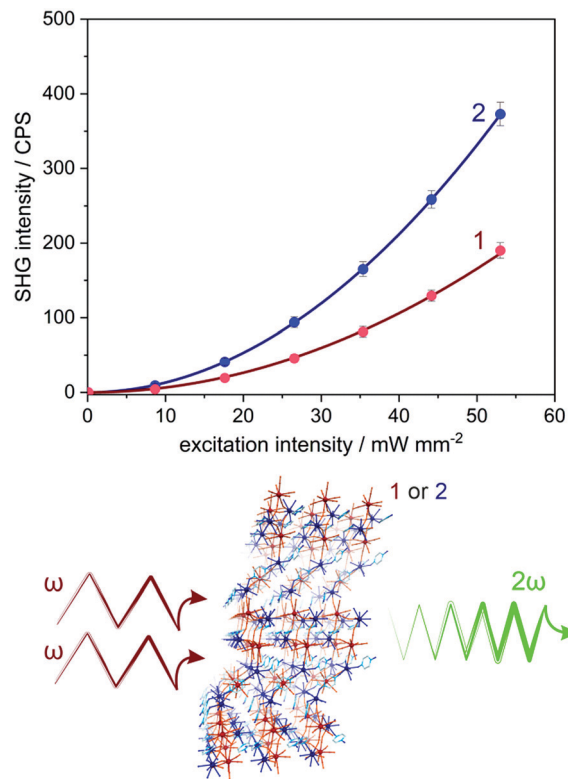 500
400
300
200
100
0
SHG intensity / CPS
2
1
0 10 20 30 40 50 60
excitation intensity / mW mm⁻²
1 or 2
ω
2ω
ω